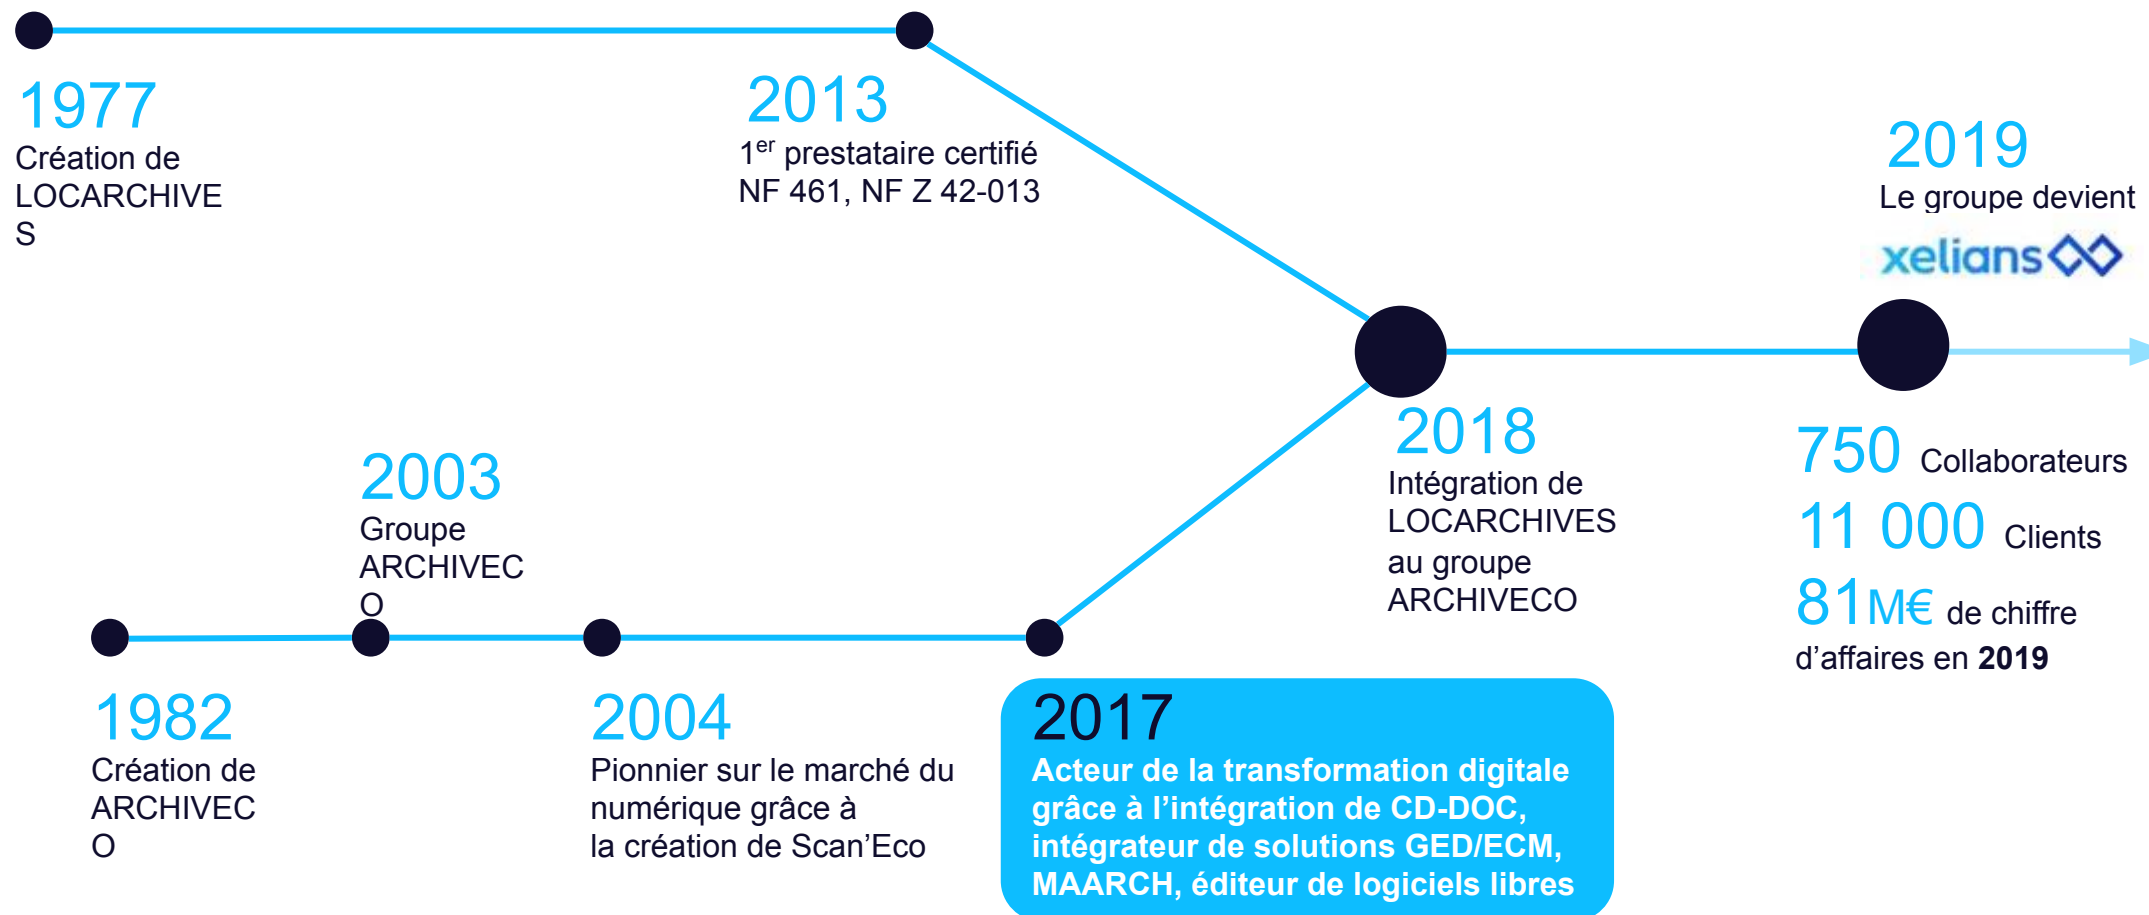 1977
Création de
LOCARCHIVE
S
2013
1er prestataire certifié
NF 461, NF Z 42-013
2019
Le groupe devient
xelians
2003
Groupe
ARCHIVEC
O
2018
Intégration de
LOCARCHIVES
au groupe
ARCHIVECO
750 Collaborateurs
11 000 Clients
81M€ de chiffre
d’affaires en 2019
1982
Création de
ARCHIVEC
O
2004
Pionnier sur le marché du
numérique grâce à
la création de Scan’Eco
2017
Acteur de la transformation digitale
grâce à l’intégration de CD-DOC,
intégrateur de solutions GED/ECM,
MAARCH, éditeur de logiciels libres